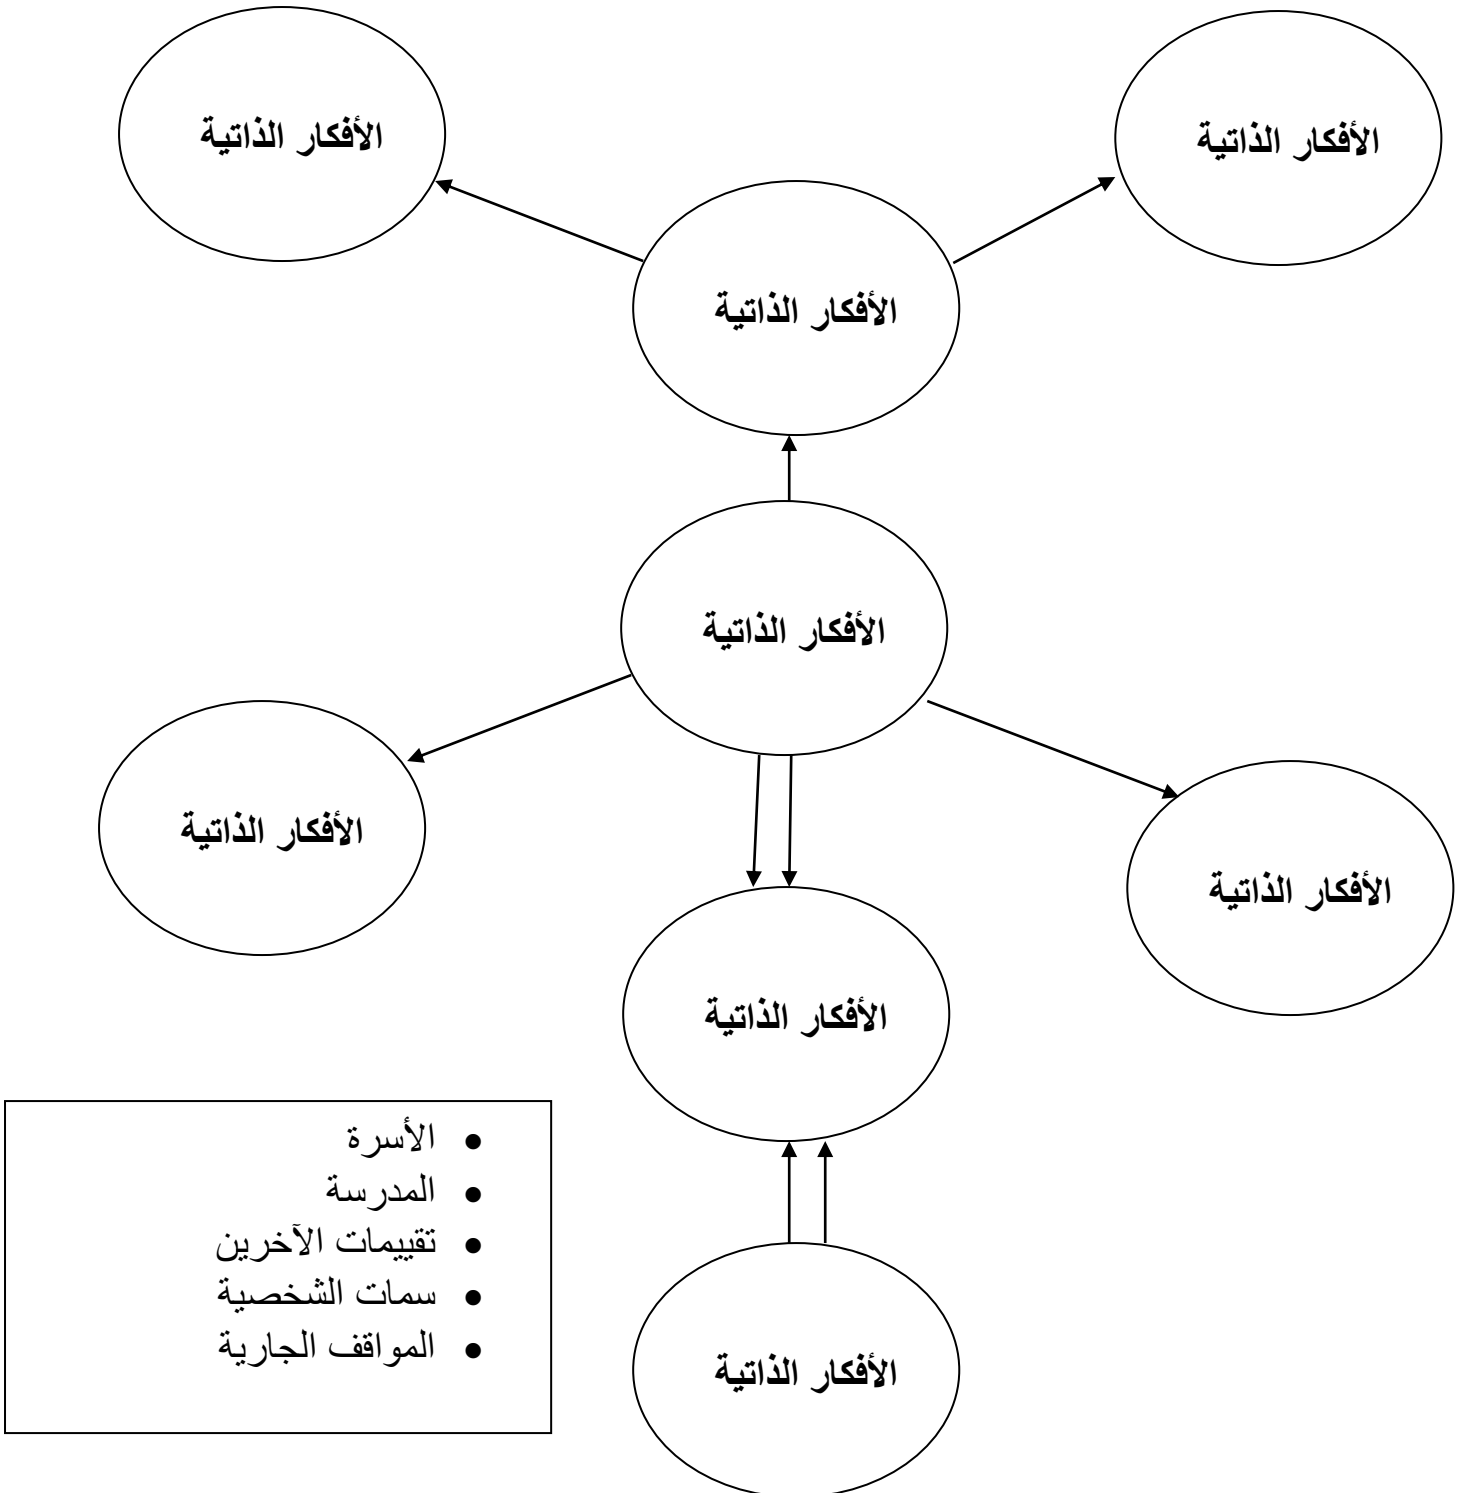 الأفكار الذاتية
الأفكار الذاتية
الأفكار الذاتية
الأفكار الذاتية
الأفكار الذاتية
الأفكار الذاتية
الأفكار الذاتية
• الأسرة
• المدرسة
• تقييمات الآخرين
• سمات الشخصية
• المواقف الجارية
الأفكار الذاتية